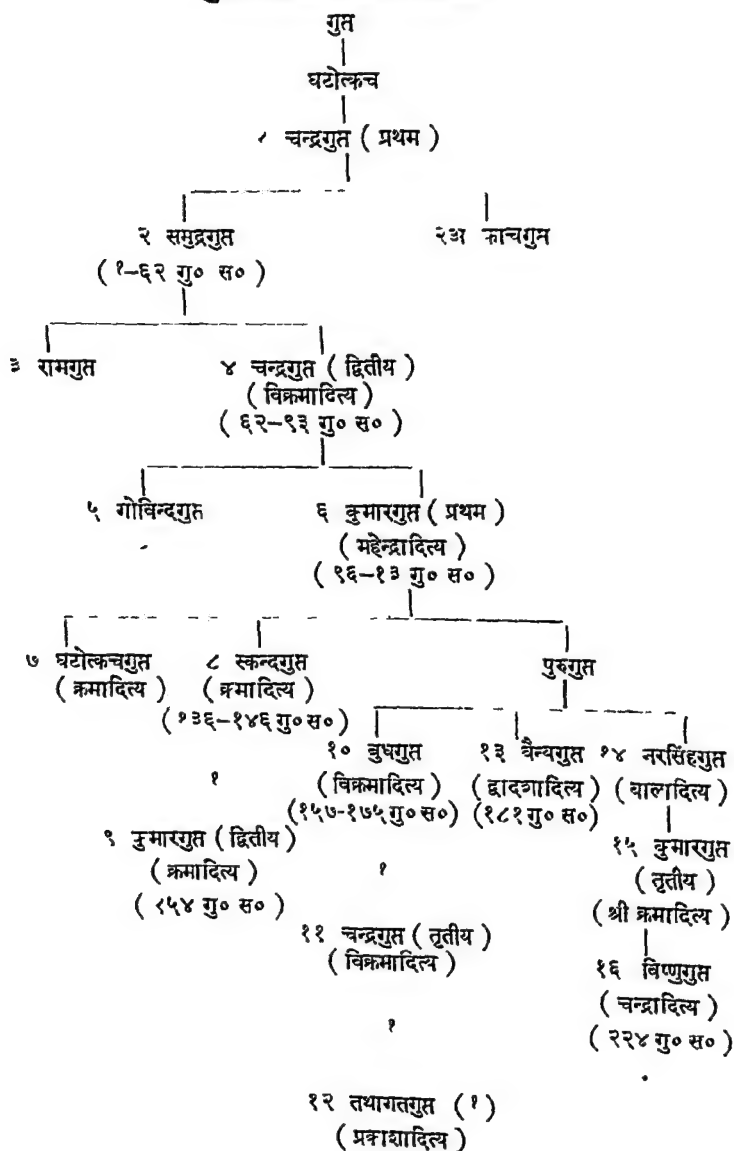 गुप्त
घटोत्कच
१ चन्द्रगुप्त ( प्रथम )
२ समुद्रगुप्त २अ काचगुप्त
( १–६२ गु० स० )
३ रामगुप्त ४ चन्द्रगुप्त ( द्वितीय )
( विक्रमादित्य )
( ६२–९३ गु० स० )
५ गोविन्दगुप्त ६ कुमारगुप्त ( प्रथम )
( महेन्द्रादित्य )
( ९६–१३ गु० स० )
७ घटोत्कचगुप्त ८ स्कन्दगुप्त पुरुगुप्त
( क्रमादित्य ) ( क्रमादित्य )
( १३६–१४६ गु० स० )
१० बुधगुप्त १३ वैन्यगुप्त १४ नरसिंहगुप्त
? ( विक्रमादित्य ) ( द्वादशादित्य ) ( बालादित्य )
( १५७-१७५ गु० स० ) ( १८१ गु० स० )
९ कुमारगुप्त ( द्वितीय ) १५ कुमारगुप्त
( क्रमादित्य ) ? ( तृतीय )
( १५४ गु० स० ) ( श्री क्रमादित्य )
११ चन्द्रगुप्त ( तृतीय )
( विक्रमादित्य ) १६ विष्णुगुप्त
( चन्द्रादित्य )
? ( २२४ गु० स० )
१२ तथागतगुप्त ( ? )
( प्रकाशादित्य )